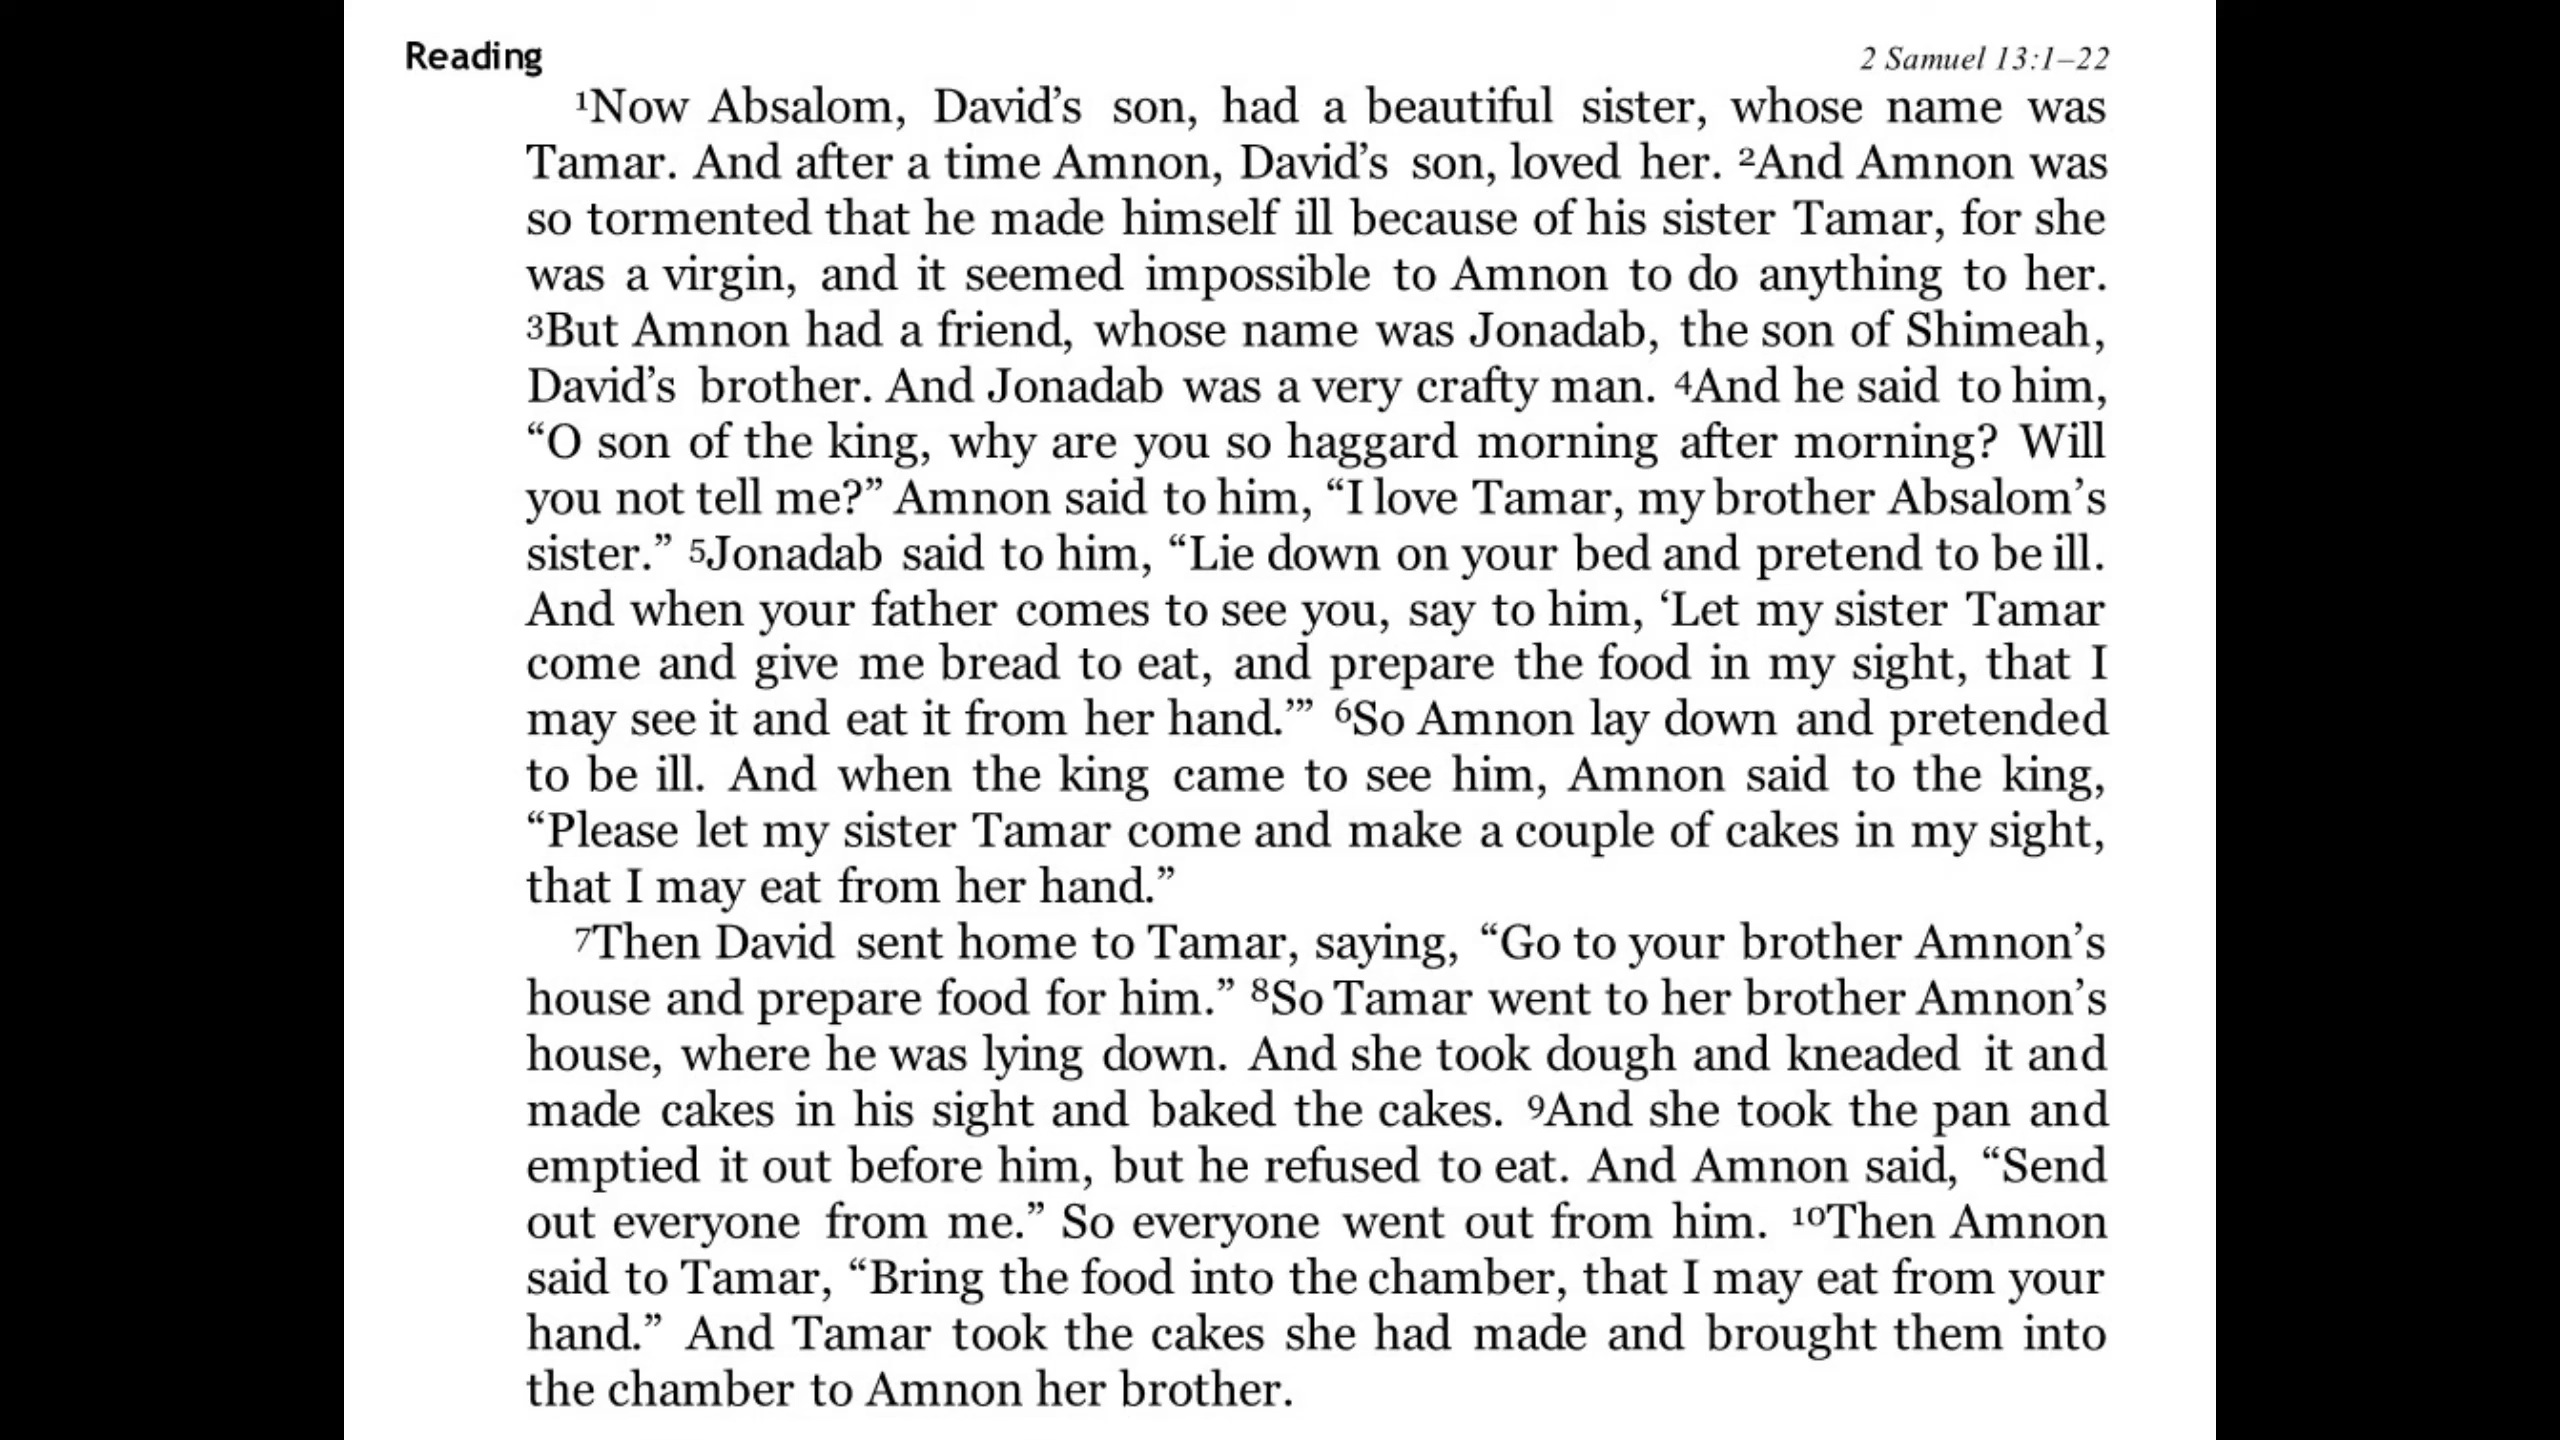 Reading
2 Samuel 13:1–22
¹Now Absalom, David’s son, had a beautiful sister, whose name was
Tamar. And after a time Amnon, David’s son, loved her. ²And Amnon was
so tormented that he made himself ill because of his sister Tamar, for she
was a virgin, and it seemed impossible to Amnon to do anything to her.
³But Amnon had a friend, whose name was Jonadab, the son of Shimeah,
David’s brother. And Jonadab was a very crafty man. ⁴And he said to him,
“O son of the king, why are you so haggard morning after morning? Will
you not tell me?” Amnon said to him, “I love Tamar, my brother Absalom’s
sister.” ⁵Jonadab said to him, “Lie down on your bed and pretend to be ill.
And when your father comes to see you, say to him, ‘Let my sister Tamar
come and give me bread to eat, and prepare the food in my sight, that I
may see it and eat it from her hand.’” ⁶So Amnon lay down and pretended
to be ill. And when the king came to see him, Amnon said to the king,
“Please let my sister Tamar come and make a couple of cakes in my sight,
that I may eat from her hand.”
⁷Then David sent home to Tamar, saying, “Go to your brother Amnon’s
house and prepare food for him.” ⁸So Tamar went to her brother Amnon’s
house, where he was lying down. And she took dough and kneaded it and
made cakes in his sight and baked the cakes. ⁹And she took the pan and
emptied it out before him, but he refused to eat. And Amnon said, “Send
out everyone from me.” So everyone went out from him. ¹⁰Then Amnon
said to Tamar, “Bring the food into the chamber, that I may eat from your
hand.” And Tamar took the cakes she had made and brought them into
the chamber to Amnon her brother.